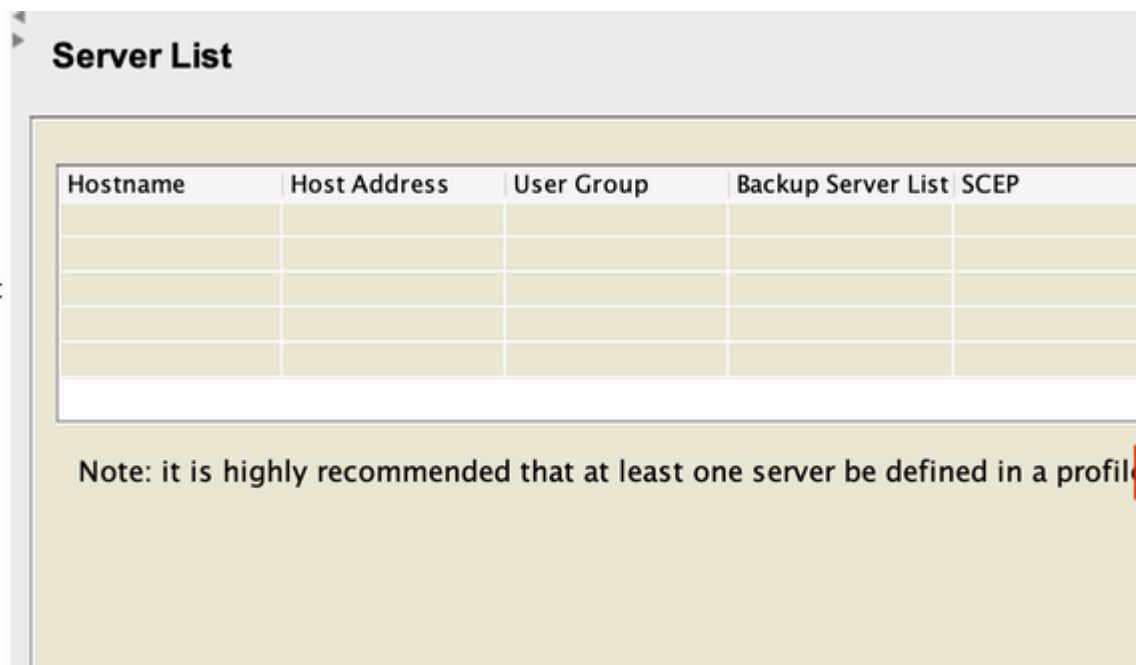 Server List
Hostname Host Address User Group Backup Server List SCEP
Note: it is highly recommended that at least one server be defined in a